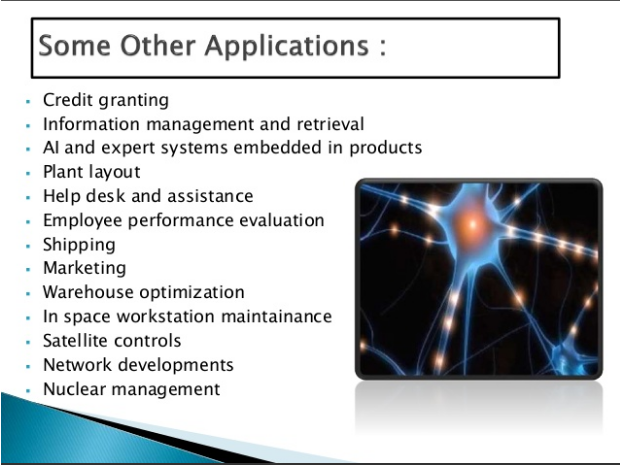 Some Other Applications :
▪ Credit granting
▪ Information management and retrieval
▪ AI and expert systems embedded in products
▪ Plant layout
▪ Help desk and assistance
▪ Employee performance evaluation
▪ Shipping
▪ Marketing
▪ Warehouse optimization
▪ In space workstation maintainance
▪ Satellite controls
▪ Network developments
▪ Nuclear management